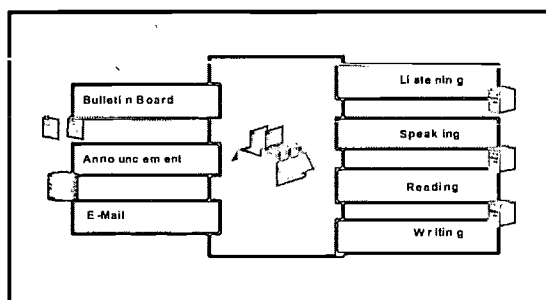 Bulletin Board
Announcement
E-Mail
Listening
Speaking
Reading
Writing